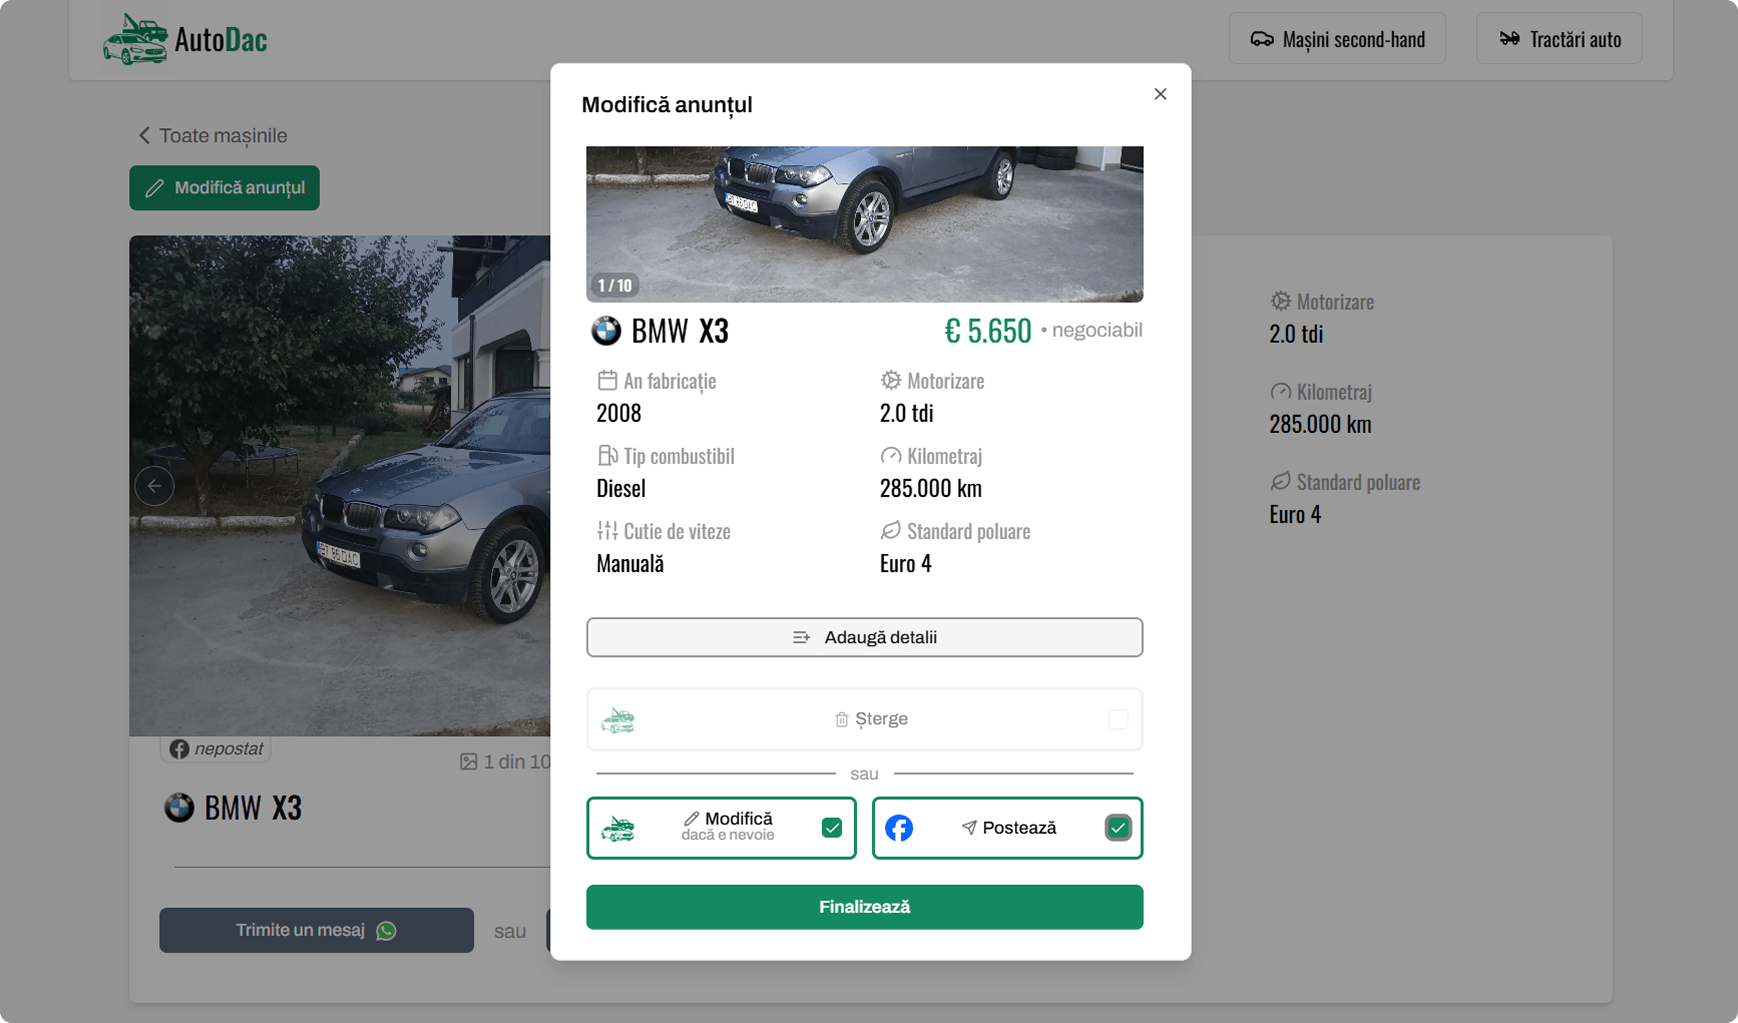 AutoDac
Mașini second-hand
Tractări auto
Toate mașinile
Modifică anunțul
nepostat
1 din 10
BMW X3
Trimite un mesaj
sau
Motorizare
2.0 tdi
Kilometraj
285.000 km
Standard poluare
Euro 4
Modifică anunțul
1 / 10
BMW X3
€ 5.650 • negociabil
An fabricație
2008
Motorizare
2.0 tdi
Tip combustibil
Diesel
Kilometraj
285.000 km
Cutie de viteze
Manuală
Standard poluare
Euro 4
Adaugă detalii
Șterge
sau
Modifică
dacă e nevoie
Postează
Finalizează